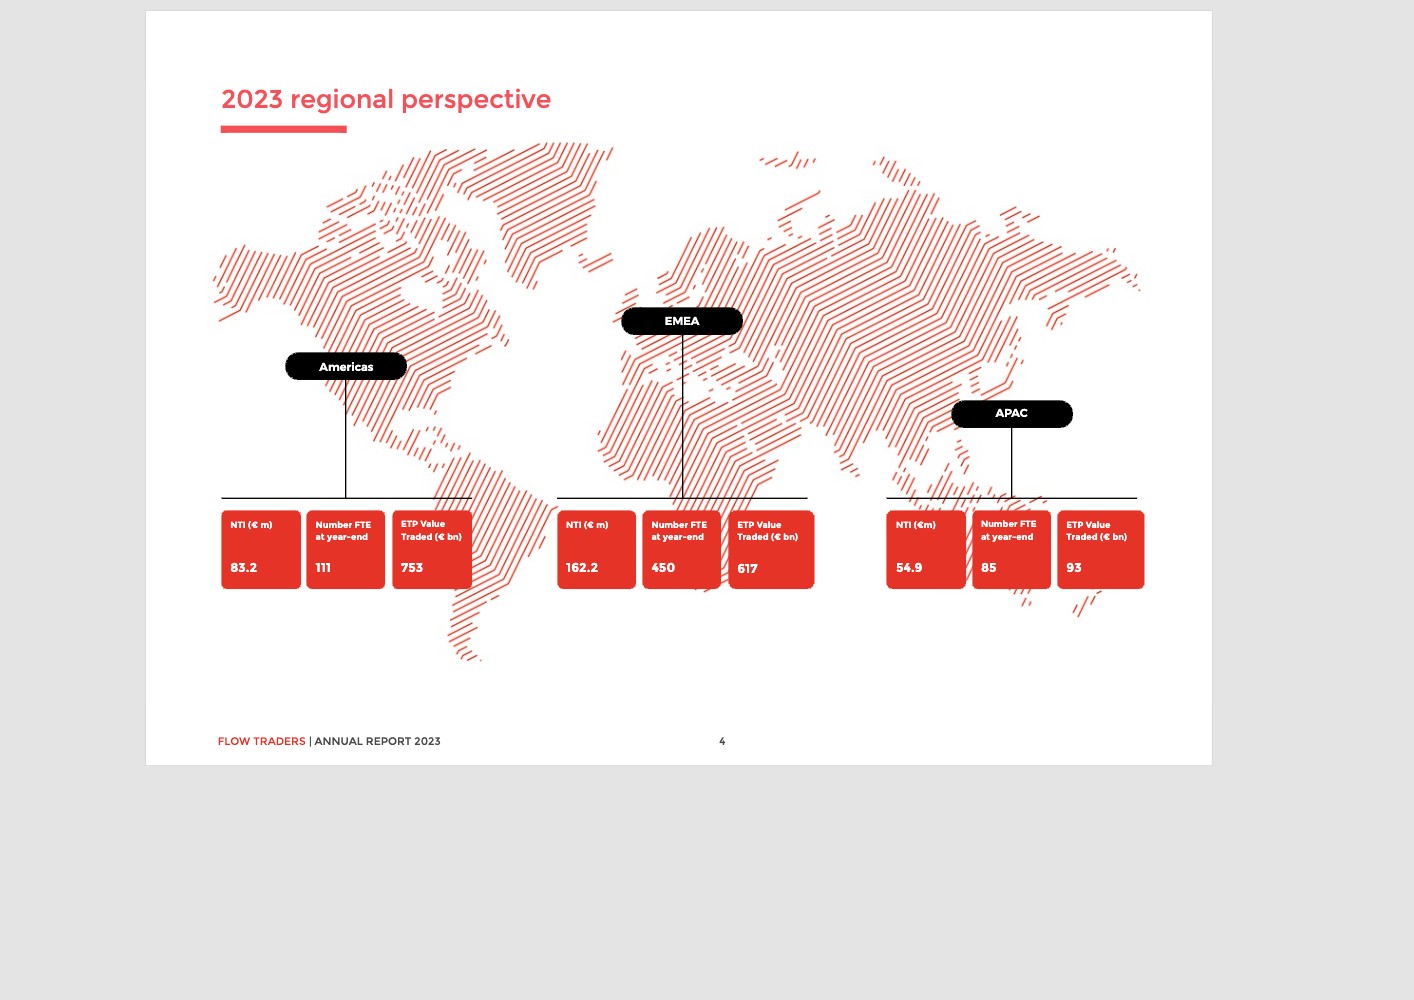 2023 regional perspective
EMEA
Americas
APAC
NTI (€ m)
83.2
Number FTE
at year-end
111
ETP Value
Traded (€ bn)
753
NTI (€ m)
162.2
Number FTE
at year-end
450
ETP Value
Traded (€ bn)
617
NTI (€m)
54.9
Number FTE
at year-end
85
ETP Value
Traded (€ bn)
93
FLOW TRADERS | ANNUAL REPORT 2023
4